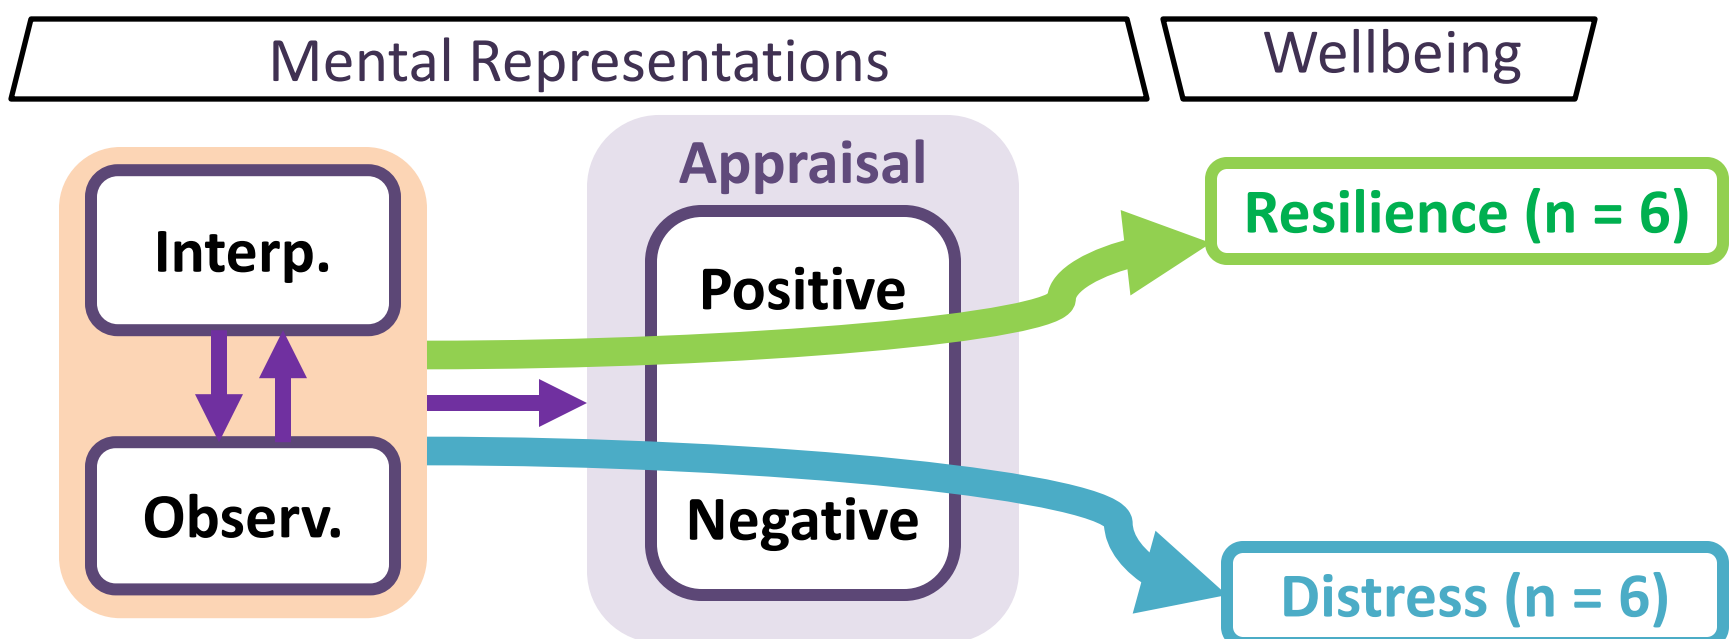 Mental Representations
Wellbeing
Appraisal
Interp.
Observ.
Positive
Negative
Resilience (n = 6)
Distress (n = 6)